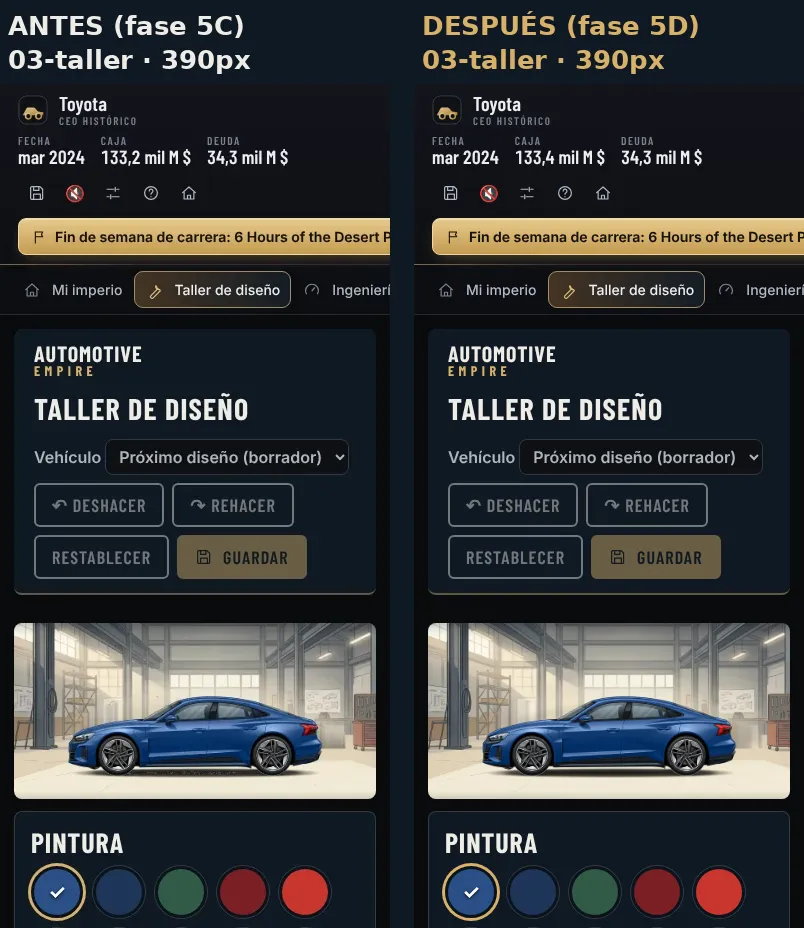 ANTES (fase 5C)
03-taller · 390px
Toyota
CEO HISTÓRICO
FECHA CAJA DEUDA
mar 2024 133,2 mil M $ 34,3 mil M $
Fin de semana de carrera: 6 Hours of the Desert P
Mi imperio Taller de diseño Ingenierí
AUTOMOTIVE
EMPIRE
TALLER DE DISEÑO
Vehículo Próximo diseño (borrador)
↶ DESHACER ↷ REHACER
RESTABLECER GUARDAR
PINTURA
DESPUÉS (fase 5D)
03-taller · 390px
Toyota
CEO HISTÓRICO
FECHA CAJA DEUDA
mar 2024 133,4 mil M $ 34,3 mil M $
Fin de semana de carrera: 6 Hours of the Desert P
Mi imperio Taller de diseño Ingenierí
AUTOMOTIVE
EMPIRE
TALLER DE DISEÑO
Vehículo Próximo diseño (borrador)
↶ DESHACER ↷ REHACER
RESTABLECER GUARDAR
PINTURA